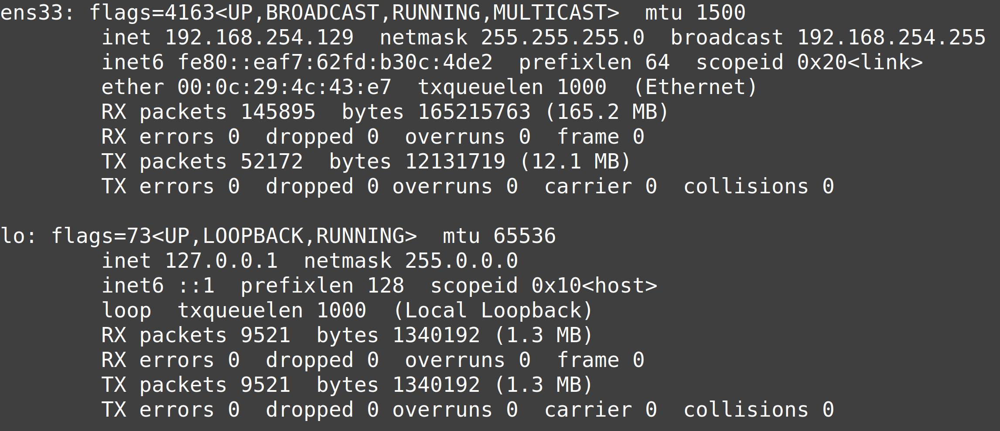 ens33: flags=4163<UP,BROADCAST,RUNNING,MULTICAST>  mtu 1500
        inet 192.168.254.129  netmask 255.255.255.0  broadcast 192.168.254.255
        inet6 fe80::eaf7:62fd:b30c:4de2  prefixlen 64  scopeid 0x20<link>
        ether 00:0c:29:4c:43:e7  txqueuelen 1000  (Ethernet)
        RX packets 145895  bytes 165215763 (165.2 MB)
        RX errors 0  dropped 0  overruns 0  frame 0
        TX packets 52172  bytes 12131719 (12.1 MB)
        TX errors 0  dropped 0 overruns 0  carrier 0  collisions 0

lo: flags=73<UP,LOOPBACK,RUNNING>  mtu 65536
        inet 127.0.0.1  netmask 255.0.0.0
        inet6 ::1  prefixlen 128  scopeid 0x10<host>
        loop  txqueuelen 1000  (Local Loopback)
        RX packets 9521  bytes 1340192 (1.3 MB)
        RX errors 0  dropped 0  overruns 0  frame 0
        TX packets 9521  bytes 1340192 (1.3 MB)
        TX errors 0  dropped 0 overruns 0  carrier 0  collisions 0